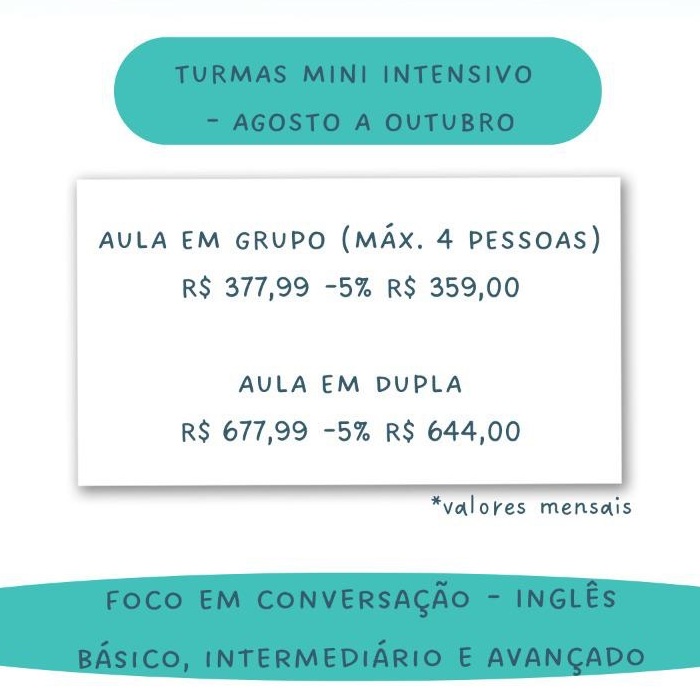 TURMAS MINI INTENSIVO
- AGOSTO A OUTUBRO
AULA EM GRUPO (MÁX. 4 PESSOAS)
R$ 377,99 -5% R$ 359,00
AULA EM DUPLA
R$ 677,99 -5% R$ 644,00
*valores mensais
FOCO EM CONVERSAÇÃO - INGLÊS
BÁSICO, INTERMEDIÁRIO E AVANÇADO